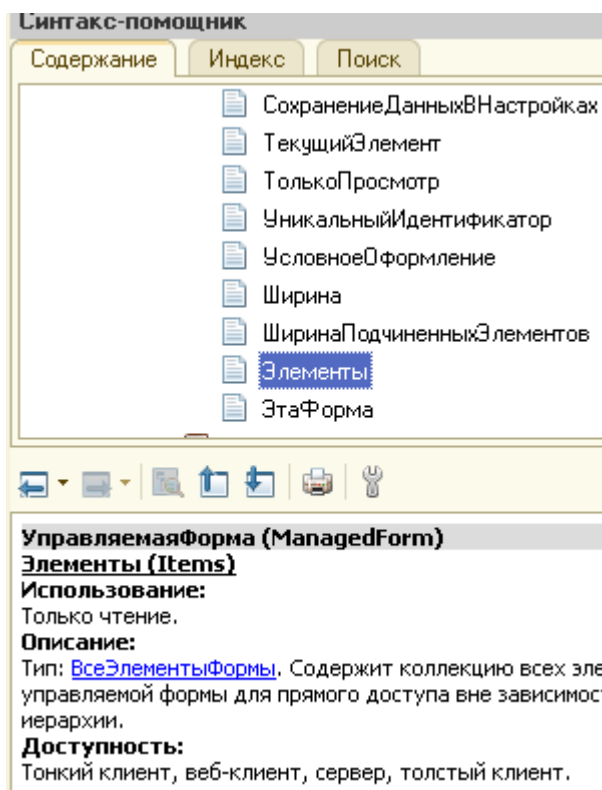 Синтакс-помощник
Содержание Индекс Поиск
СохранениеДанныхВНастройках
ТекущийЭлемент
ТолькоПросмотр
УникальныйИдентификатор
УсловноеОформление
Ширина
ШиринаПодчиненныхЭлементов
Элементы
ЭтаФорма
УправляемаяФорма (ManagedForm)
Элементы (Items)
Использование:
Только чтение.
Описание:
Тип: ВсеЭлементыФормы. Содержит коллекцию всех эле
управляемой формы для прямого доступа вне зависимос
иерархии.
Доступность:
Тонкий клиент, веб-клиент, сервер, толстый клиент.